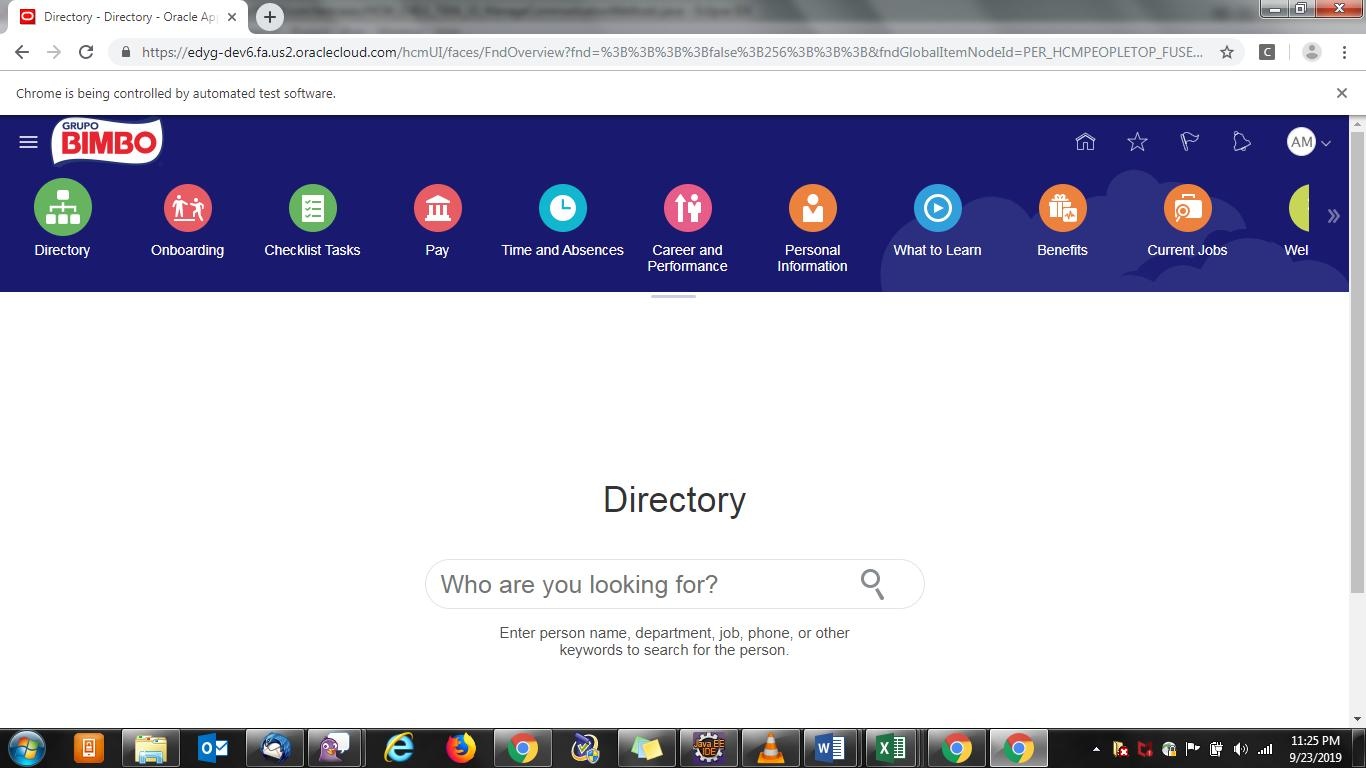 Directory - Directory - Oracle Ap
https://edyg-dev6.fa.us2.oraclecloud.com/hcmUI/faces/FndOverview?fnd=%3B%3B%3B%3Bfalse%3B256%3B%3B%3B&fndGlobalItemNodeId=PER_HCMPEOPLETOP_FUSE...
C
Chrome is being controlled by automated test software.
GRUPO
BIMBO
AM
Directory
Onboarding
Checklist Tasks
Pay
Time and Absences
Career and
Performance
Personal
Information
What to Learn
Benefits
Current Jobs
Wel
Directory
Who are you looking for?
Enter person name, department, job, phone, or other
keywords to search for the person.
Java EE
IDE
11:25 PM
9/23/2019